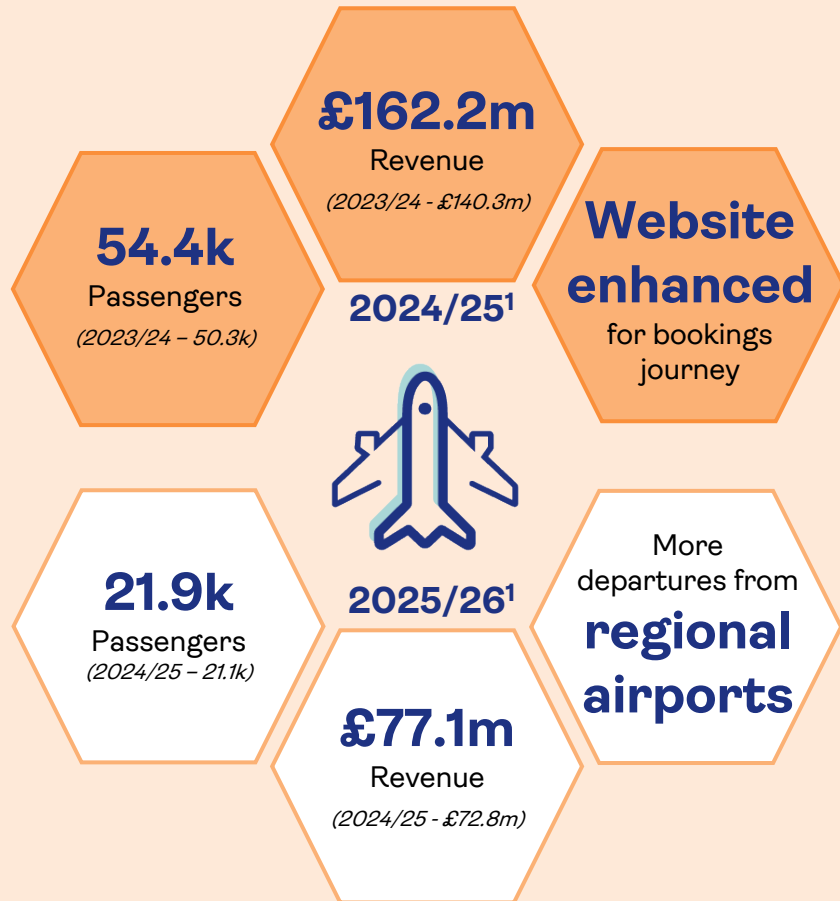 £162.2m
Revenue
(2023/24 - £140.3m)
54.4k
Passengers
(2023/24 – 50.3k)
Website
enhanced
for bookings
journey
2024/25¹
2025/26¹
21.9k
Passengers
(2024/25 – 21.1k)
£77.1m
Revenue
(2024/25 - £72.8m)
More
departures from
regional
airports